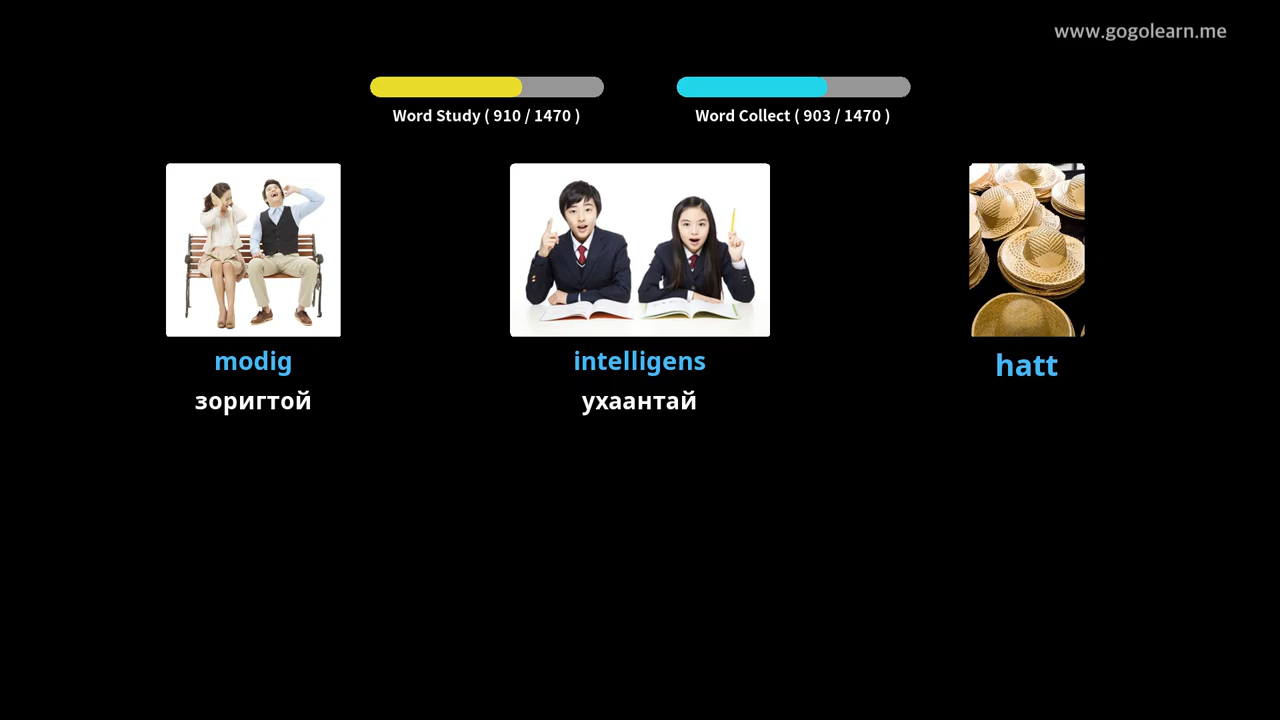 www.gogolearn.me
Word Study ( 910 / 1470 )
Word Collect ( 903 / 1470 )
modig
зоригтой
intelligens
ухаантай
hatt